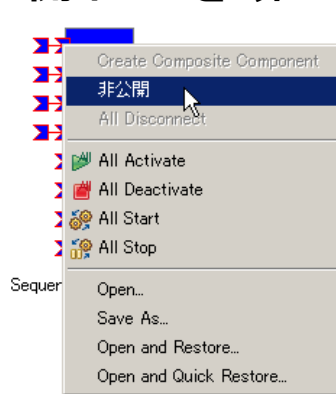 Create Composite Component
非公開
All Disconnect
All Activate
All Deactivate
All Start
All Stop
Sequer
Open...
Save As...
Open and Restore...
Open and Quick Restore...